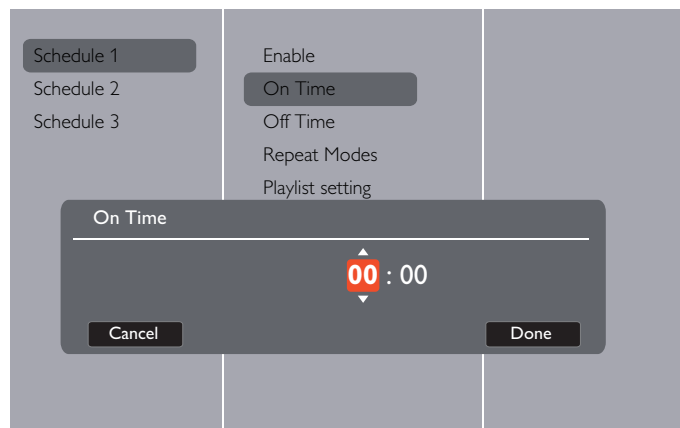 Schedule 1
Schedule 2
Schedule 3
Enable
On Time
Off Time
Repeat Modes
Playlist setting
On Time
00 : 00
Cancel
Done